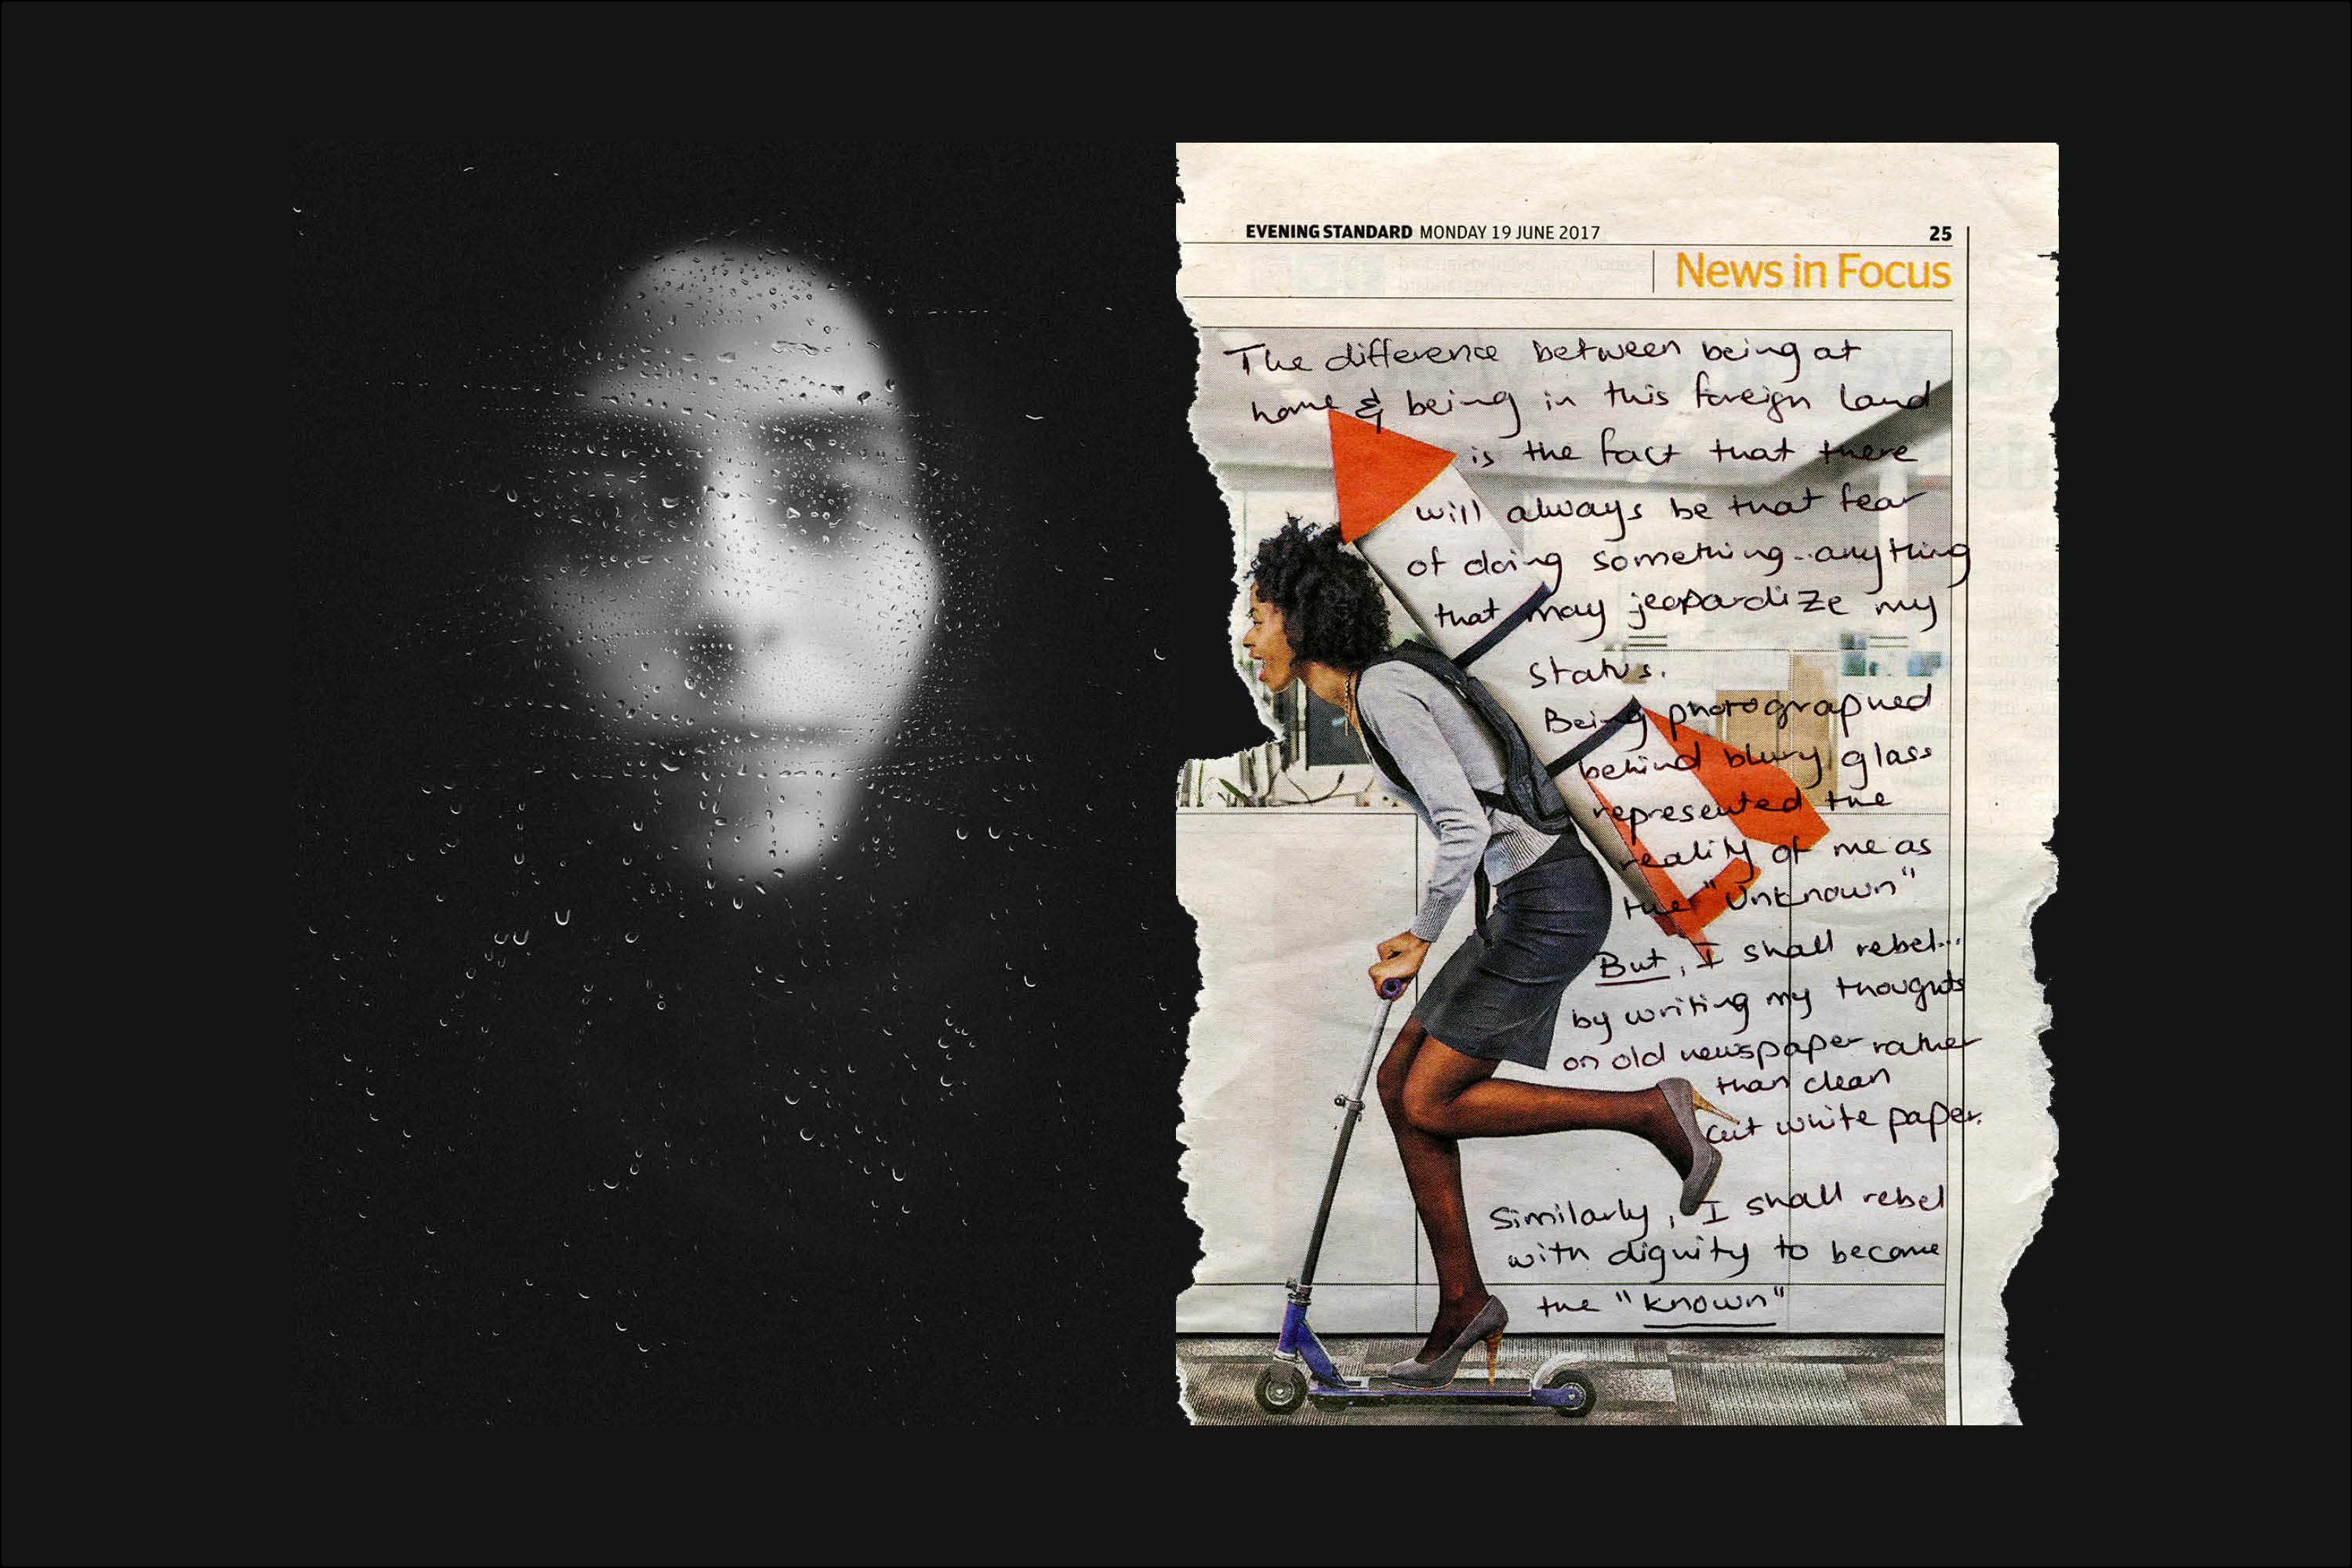 EVENING STANDARD MONDAY 19 JUNE 2017 25
News in Focus
The difference between being at
home & being in this foreign land
is the fact that there
will always be that fear
of doing something...anything
that may jeopardize my
status.
Being photographed
behind blury glass
represented the
reality of me as
the "Unknown"
But, I shall rebel...
by writing my thoughts
on old newspaper rather
than clean
cut white paper.
Similarly, I shall rebel
with dignity to become
the "known"